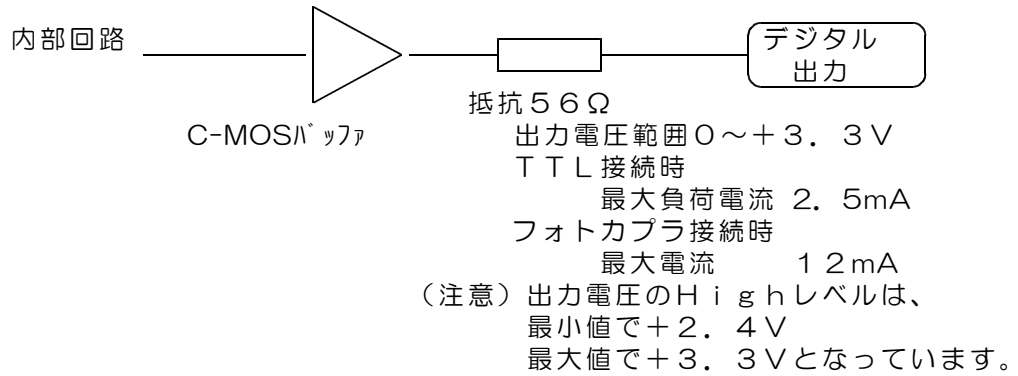 内部回路
デジタル
出力
抵抗５６Ω
C-MOSﾊﾞｯﾌｧ
出力電圧範囲０～＋３．３Ｖ
ＴＴＬ接続時
最大負荷電流 ２．５mA
フォトカプラ接続時
最大電流 １２mA
（注意）出力電圧のＨｉｇｈレベルは、
最小値で＋２．４Ｖ
最大値で＋３．３Ｖとなっています。